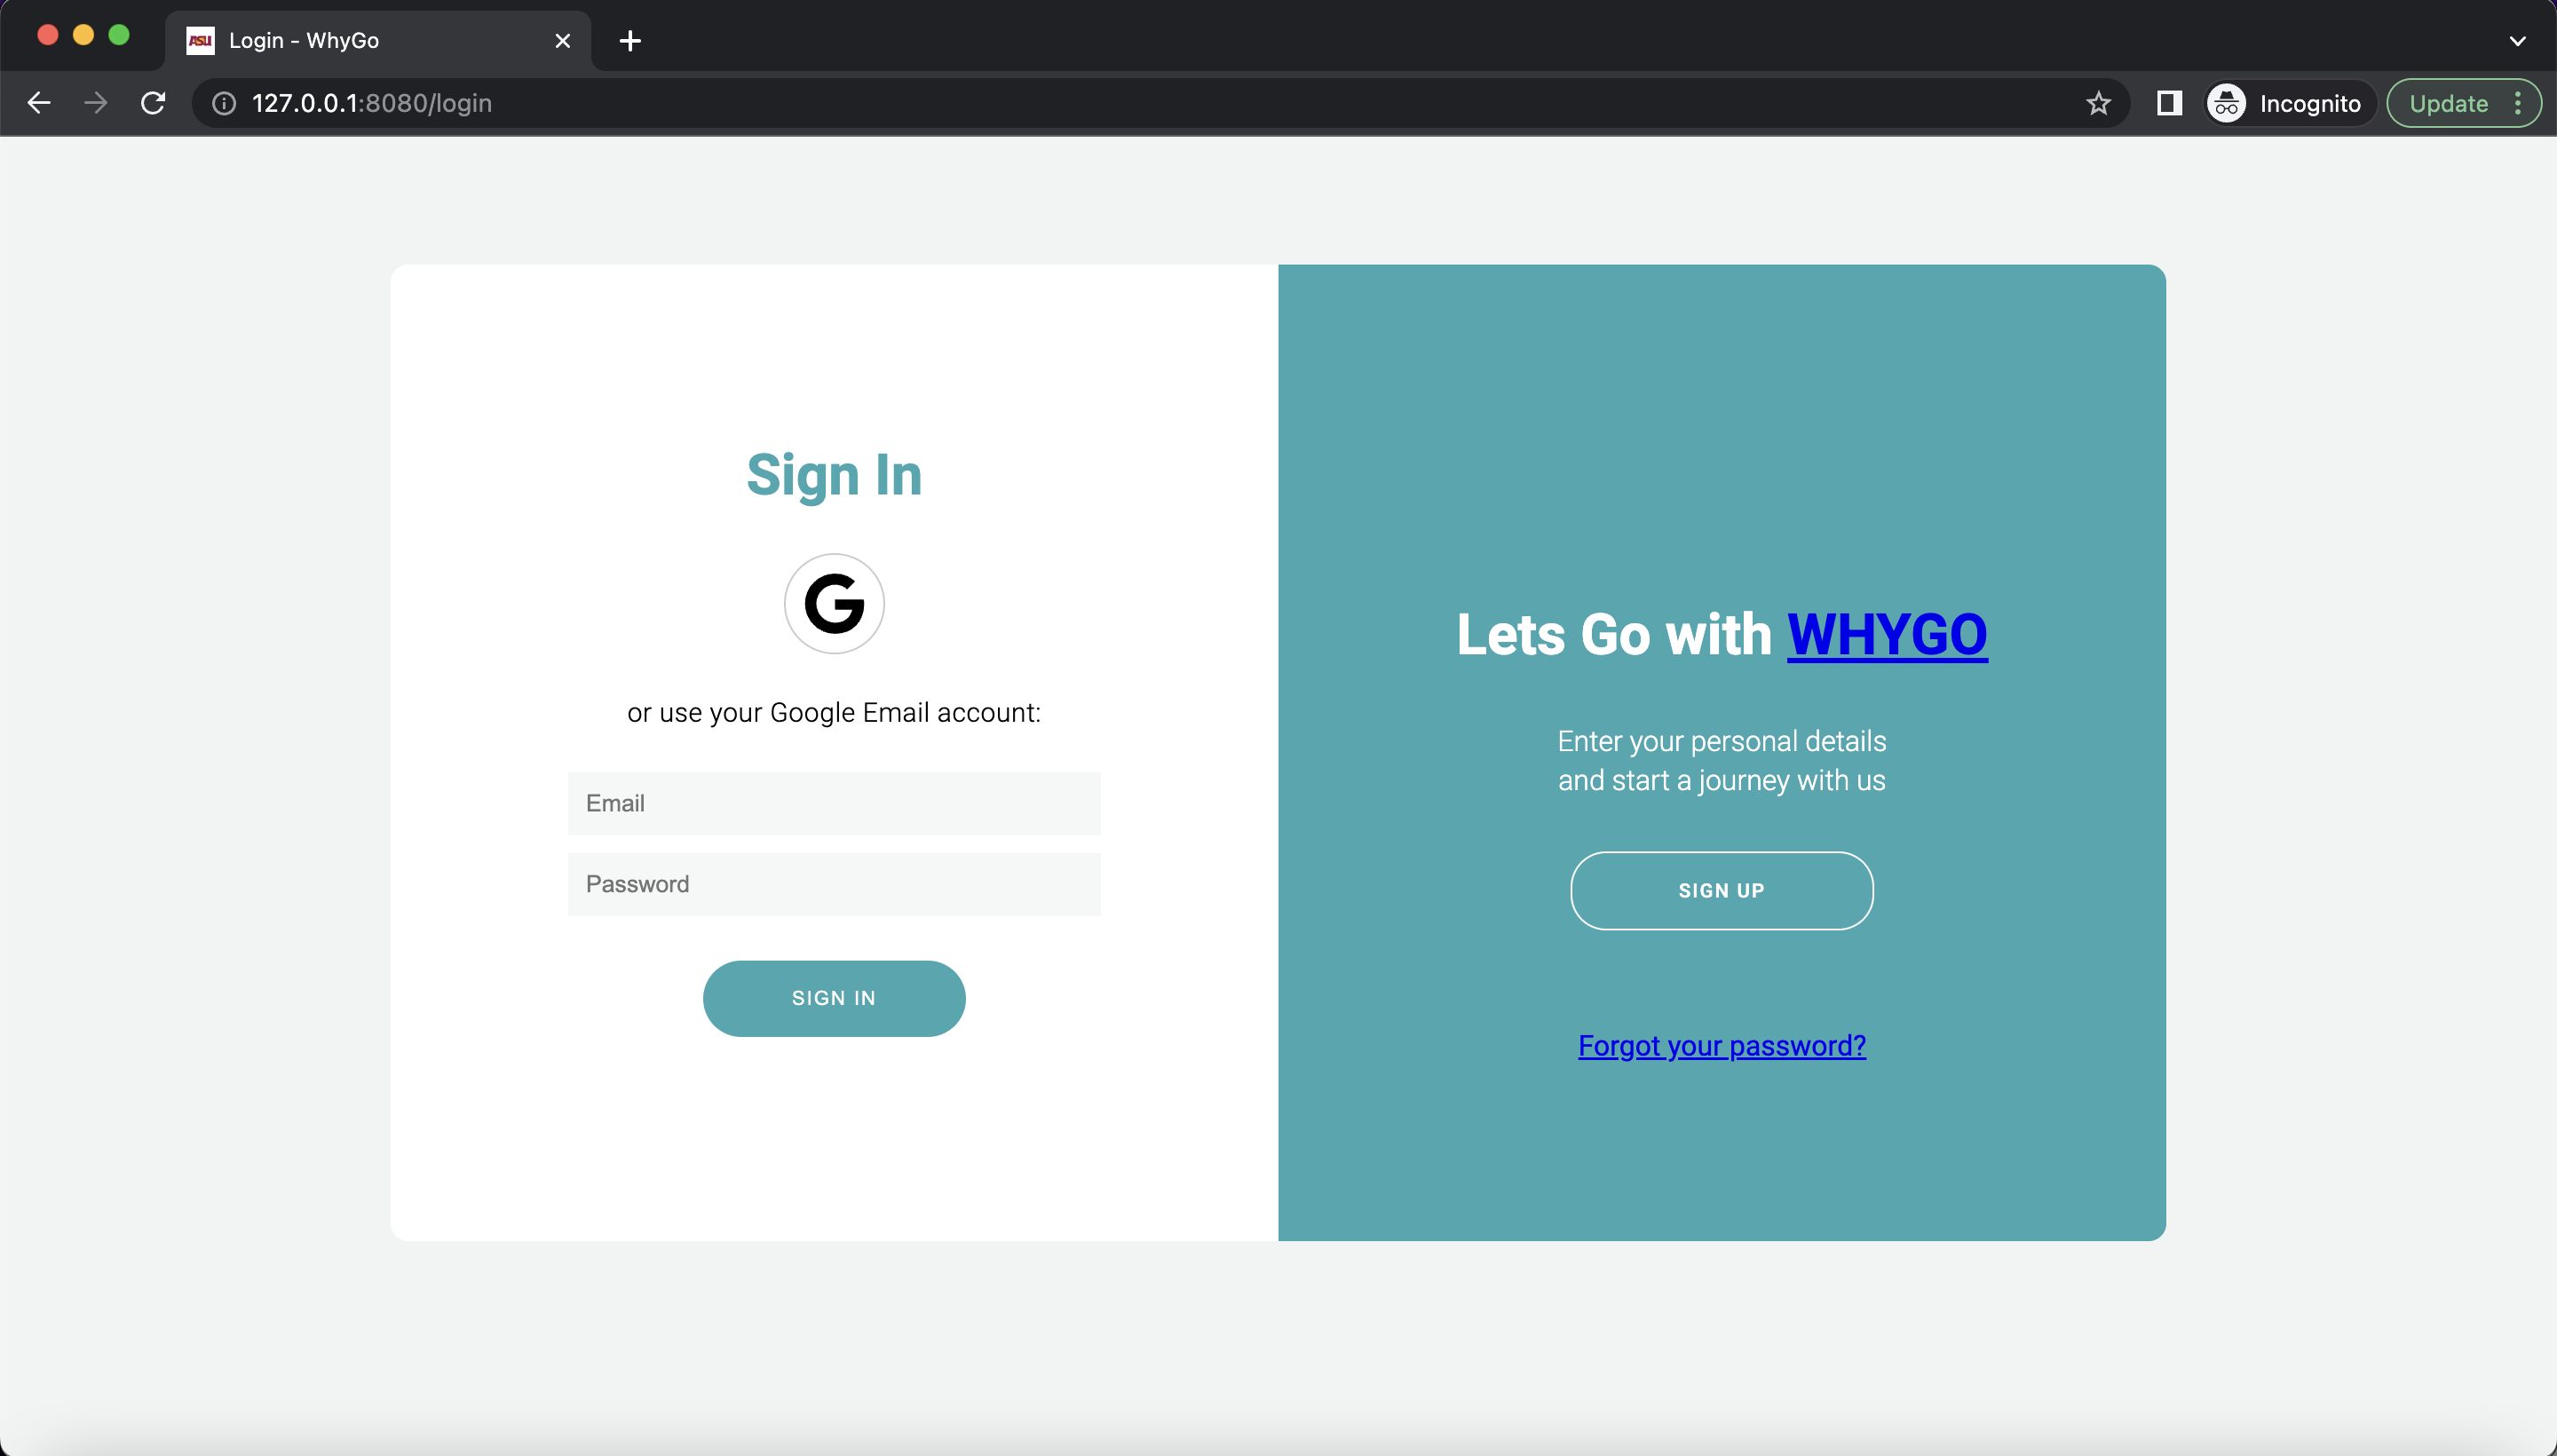 ASU Login - WhyGo
127.0.0.1:8080/login
Incognito
Update
Sign In
G
or use your Google Email account:
Email
Password
SIGN IN
Lets Go with WHYGO
Enter your personal details
and start a journey with us
SIGN UP
Forgot your password?